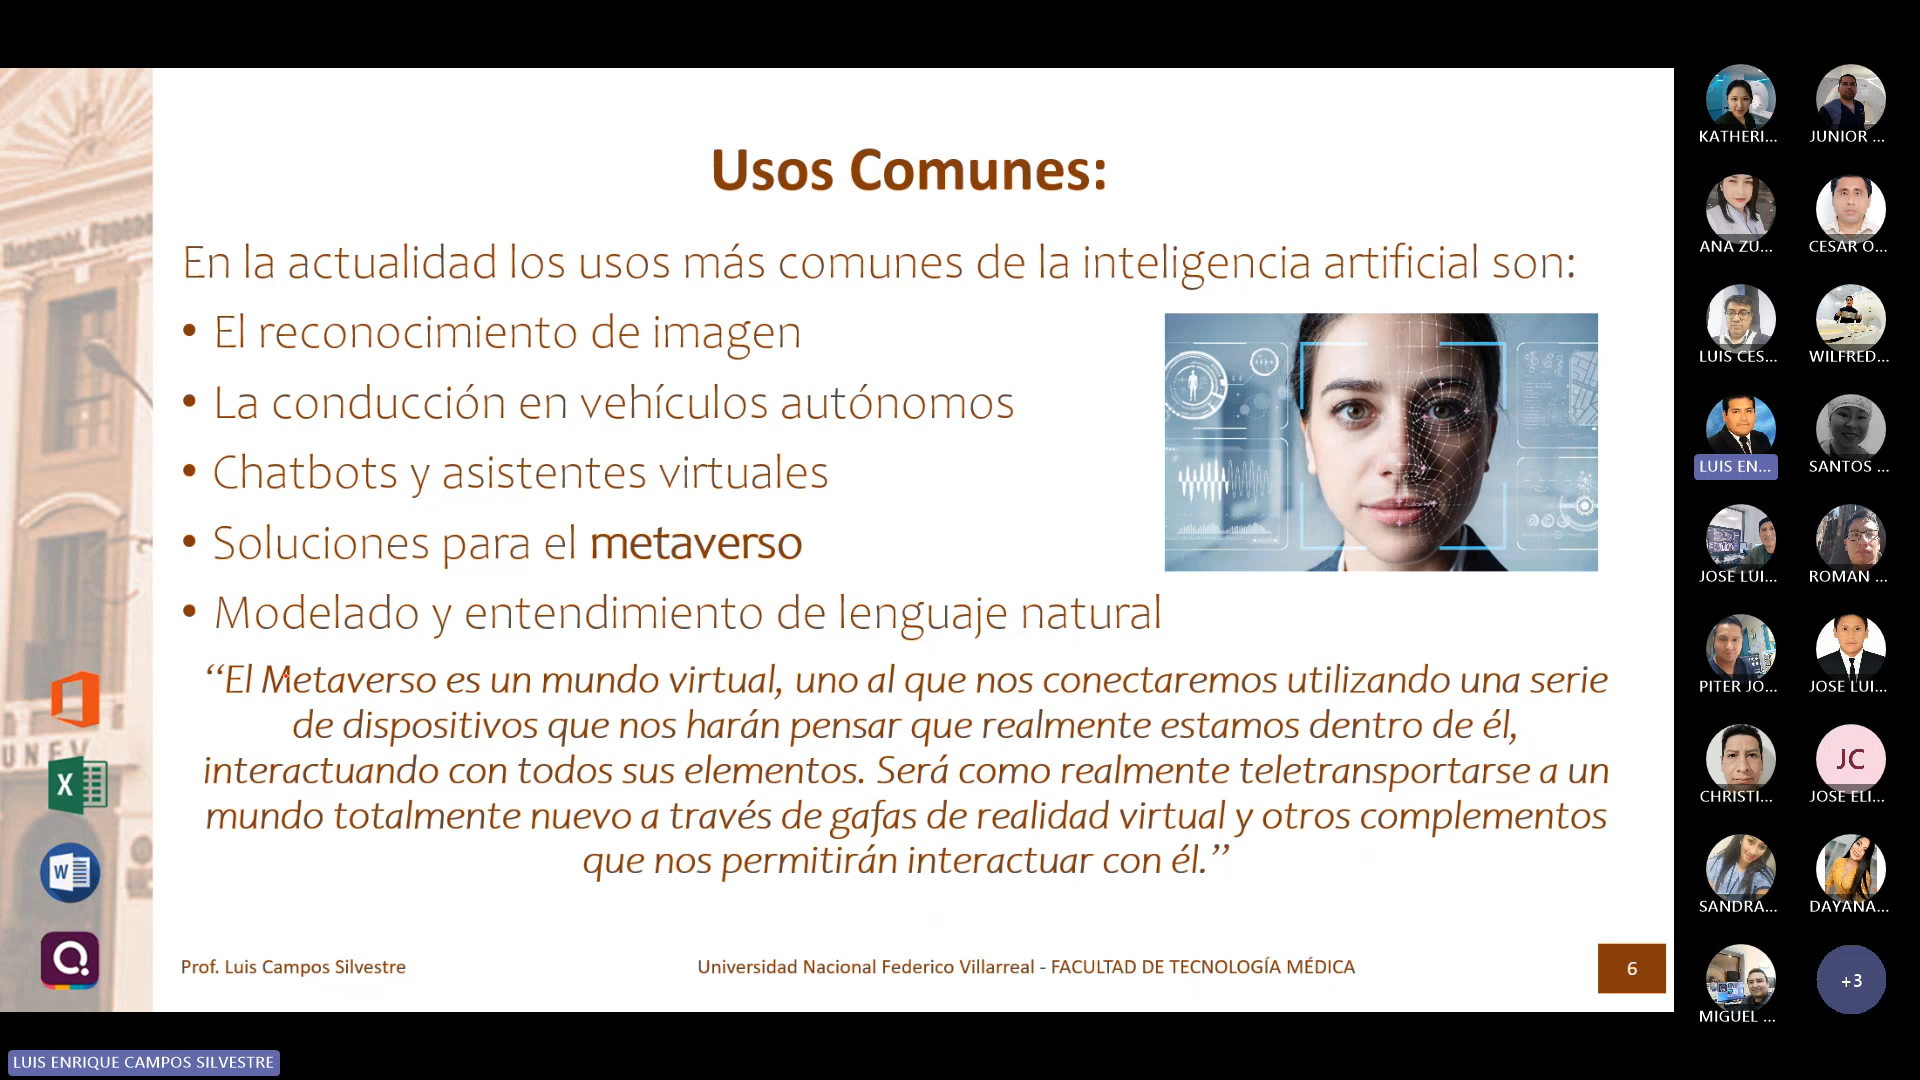 Usos Comunes:
En la actualidad los usos más comunes de la inteligencia artificial son:
• El reconocimiento de imagen
• La conducción en vehículos autónomos
• Chatbots y asistentes virtuales
• Soluciones para el metaverso
• Modelado y entendimiento de lenguaje natural
“El Metaverso es un mundo virtual, uno al que nos conectaremos utilizando una serie
de dispositivos que nos harán pensar que realmente estamos dentro de él,
interactuando con todos sus elementos. Será como realmente teletransportarse a un
mundo totalmente nuevo a través de gafas de realidad virtual y otros complementos
que nos permitirán interactuar con él.”
Prof. Luis Campos Silvestre
Universidad Nacional Federico Villarreal - FACULTAD DE TECNOLOGÍA MÉDICA
6
UNFV
X
W
KATHERI...
JUNIOR ...
ANA ZU...
CESAR O...
LUIS CES...
WILFRED...
LUIS EN...
SANTOS ...
JOSE LUI...
ROMAN ...
PITER JO...
JOSE LUI...
CHRISTI...
JC
JOSE ELI...
SANDRA...
DAYANA...
MIGUEL ...
+3
LUIS ENRIQUE CAMPOS SILVESTRE